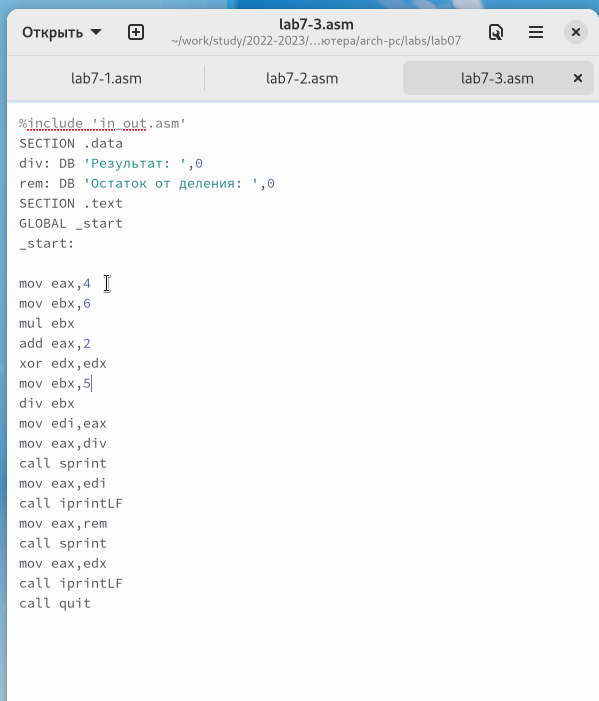 Открыть
lab7-3.asm
~/work/study/2022-2023/...ютера/arch-pc/labs/lab07
lab7-1.asm
lab7-2.asm
lab7-3.asm
%include 'in_out.asm'
SECTION .data
div: DB 'Результат: ',0
rem: DB 'Остаток от деления: ',0
SECTION .text
GLOBAL _start
_start:
mov eax,4
mov ebx,6
mul ebx
add eax,2
xor edx,edx
mov ebx,5
div ebx
mov edi,eax
mov eax,div
call sprint
mov eax,edi
call iprintLF
mov eax,rem
call sprint
mov eax,edx
call iprintLF
call quit